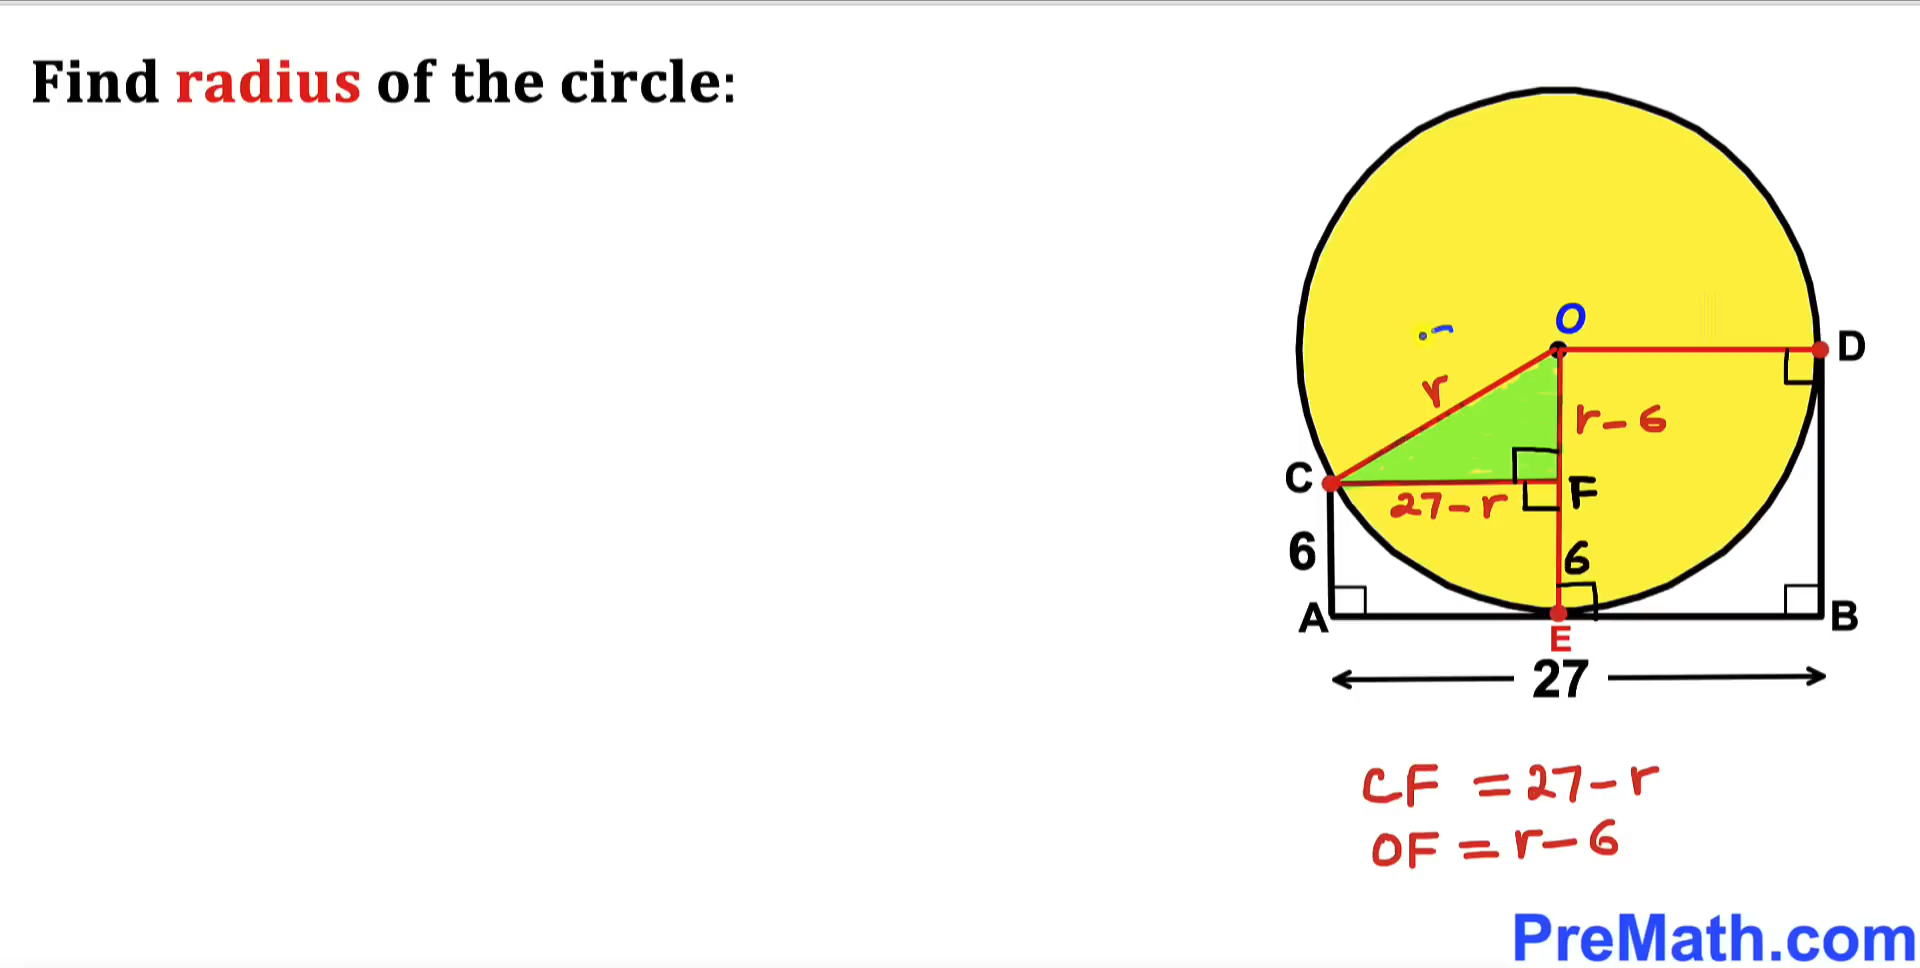 Find radius of the circle:
O
D
r
r-6
C
27-r
F
6
6
A
B
E
27
CF = 27-r
OF = r-6
PreMath.com